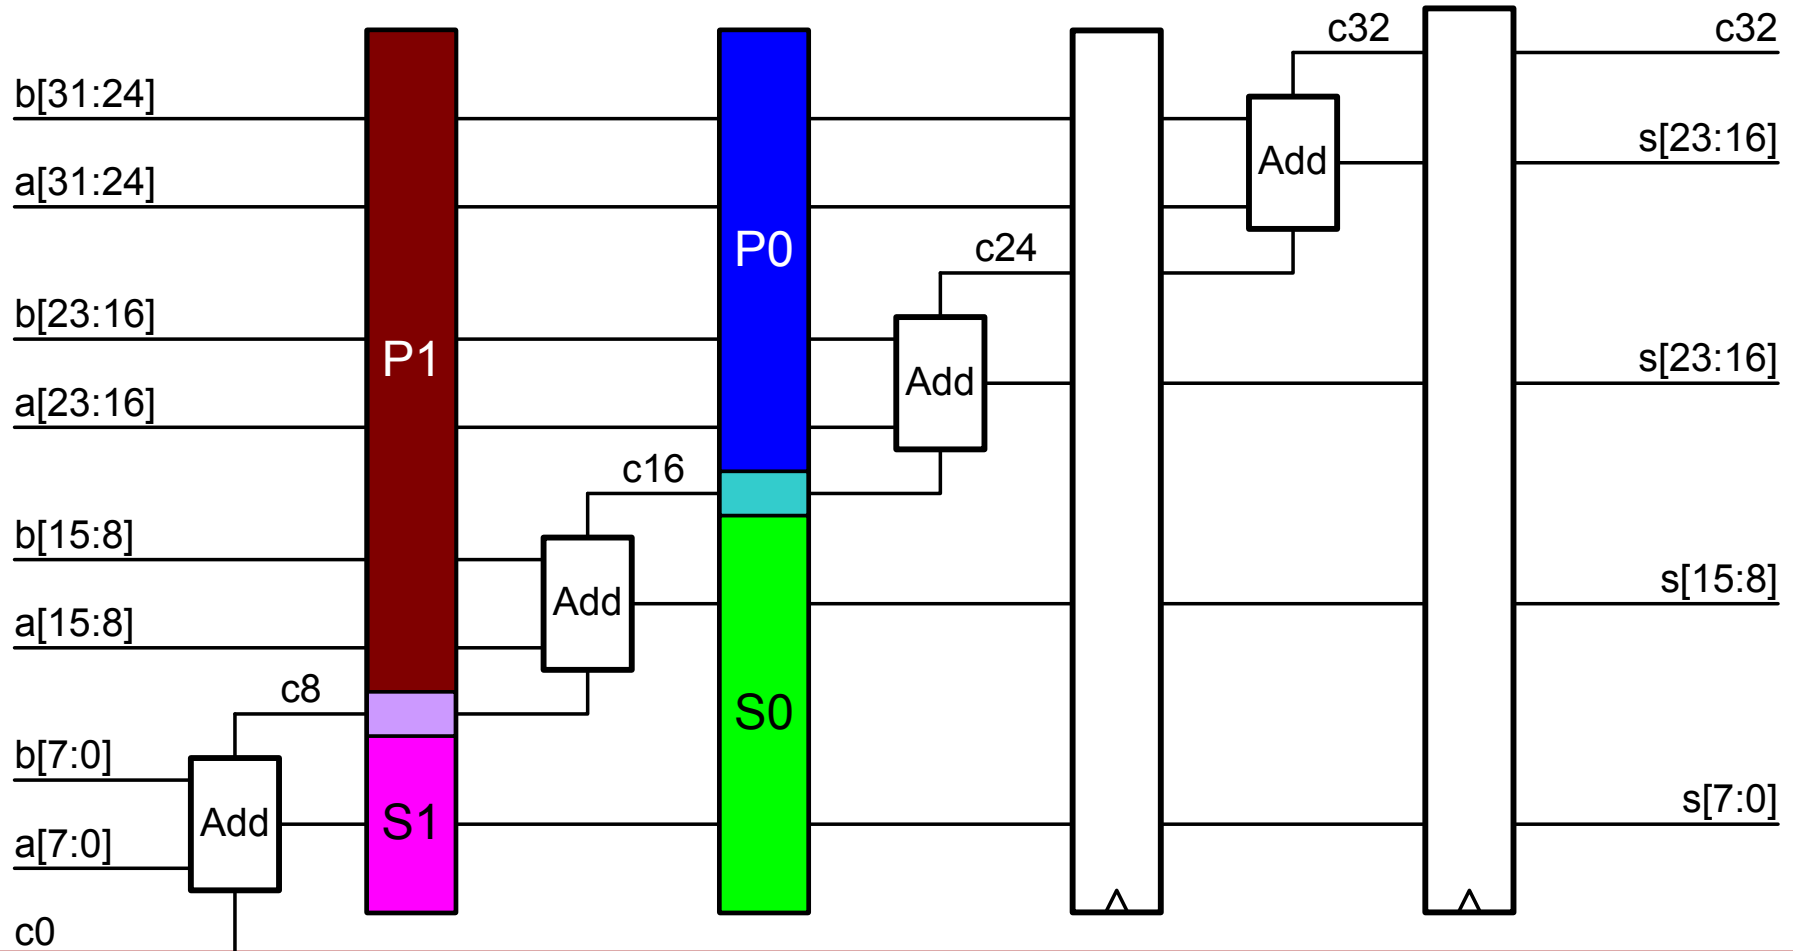 c32
c32
b[31:24]
s[23:16]
Add
a[31:24]
P0
c24
b[23:16]
P1
s[23:16]
Add
a[23:16]
c16
b[15:8]
s[15:8]
Add
a[15:8]
c8
S0
b[7:0]
s[7:0]
Add
S1
a[7:0]
c0